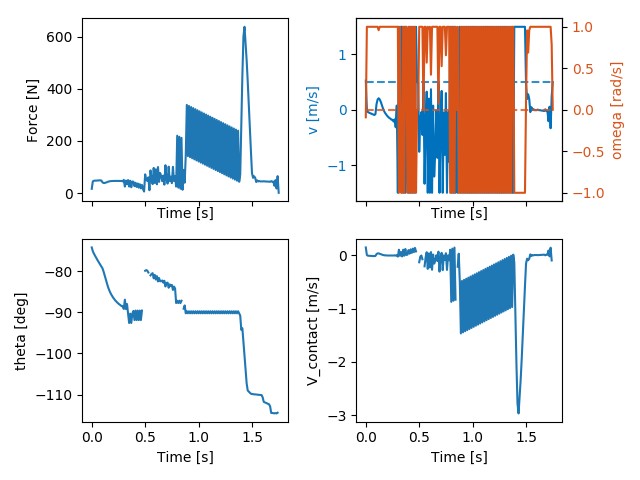 Force [N]
600
400
200
0
Time [s]
v [m/s]
1
0
−1
1.0
0.5
0.0
−0.5
−1.0
omega [rad/s]
Time [s]
theta [deg]
−80
−90
−100
−110
0.0 0.5 1.0 1.5
Time [s]
V_contact [m/s]
0
−1
−2
−3
0.0 0.5 1.0 1.5
Time [s]